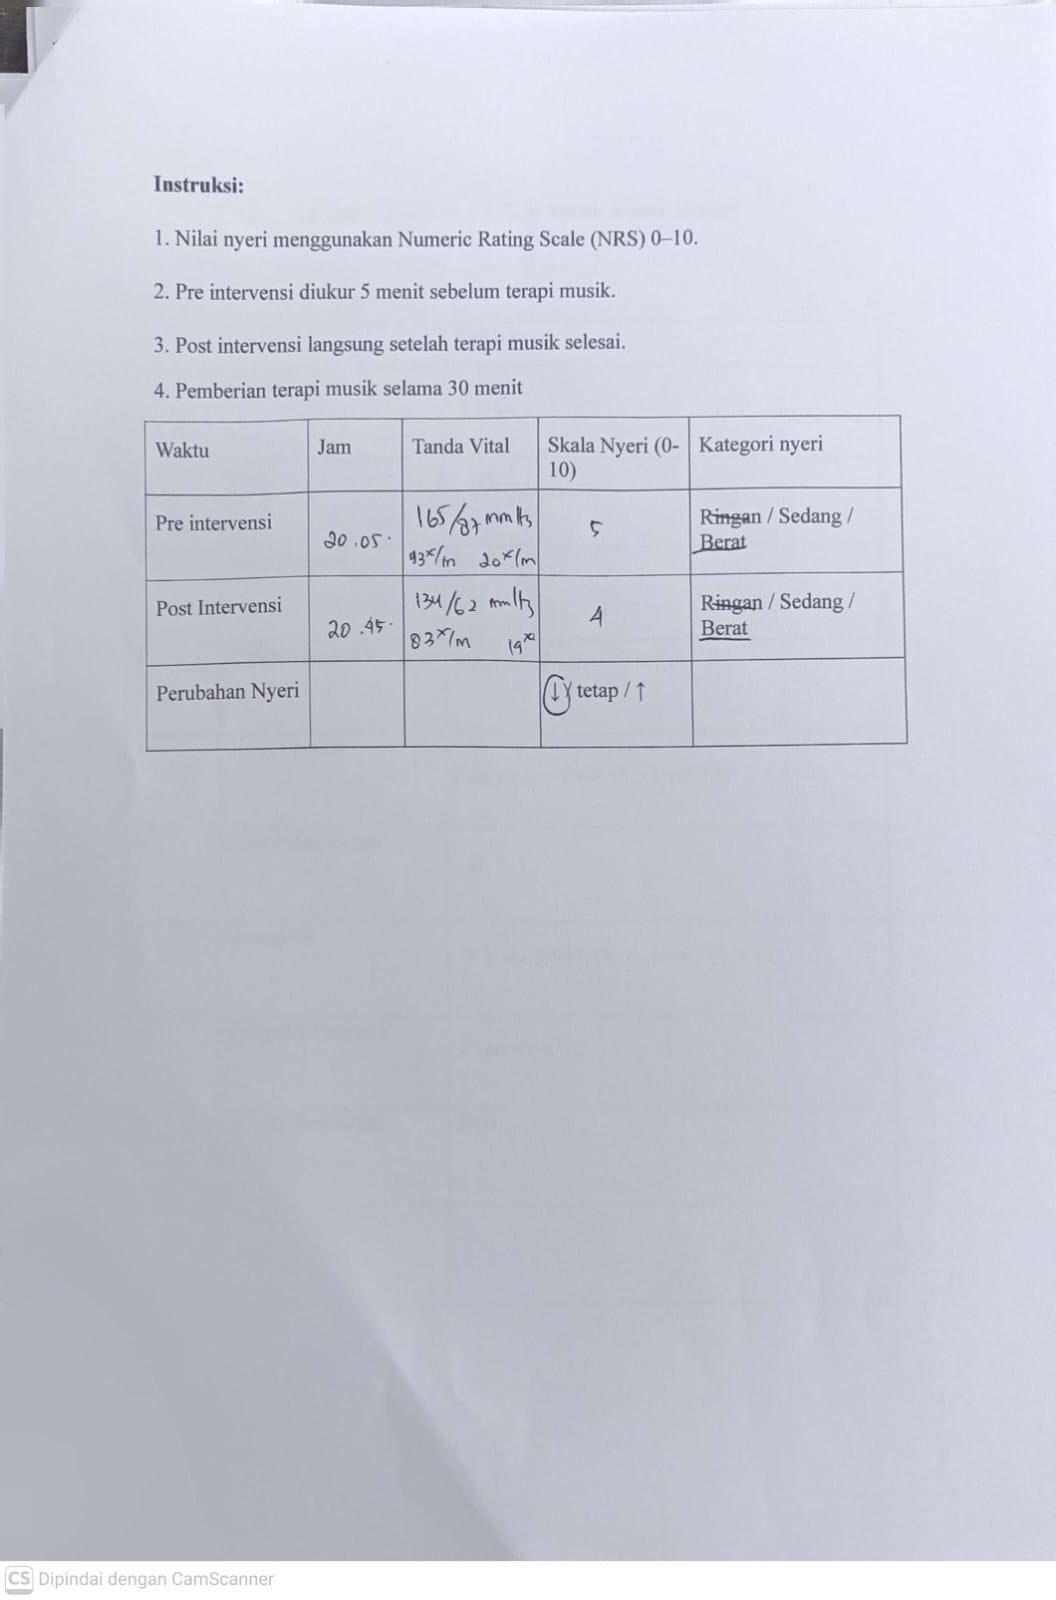 Instruksi:
1. Nilai nyeri menggunakan Numeric Rating Scale (NRS) 0–10.
2. Pre intervensi diukur 5 menit sebelum terapi musik.
3. Post intervensi langsung setelah terapi musik selesai.
4. Pemberian terapi musik selama 30 menit
Waktu Jam Tanda Vital Skala Nyeri (0-
10) Kategori nyeri
Pre intervensi 20.05. 165/87 mmHg 5 Ringan / Sedang /
93x/m 20x/m Berat
Post Intervensi 20.45. 134/62 mmHg 4 Ringan / Sedang /
83x/m 19x Berat
Perubahan Nyeri ↓ / tetap / ↑
CS Dipindai dengan CamScanner